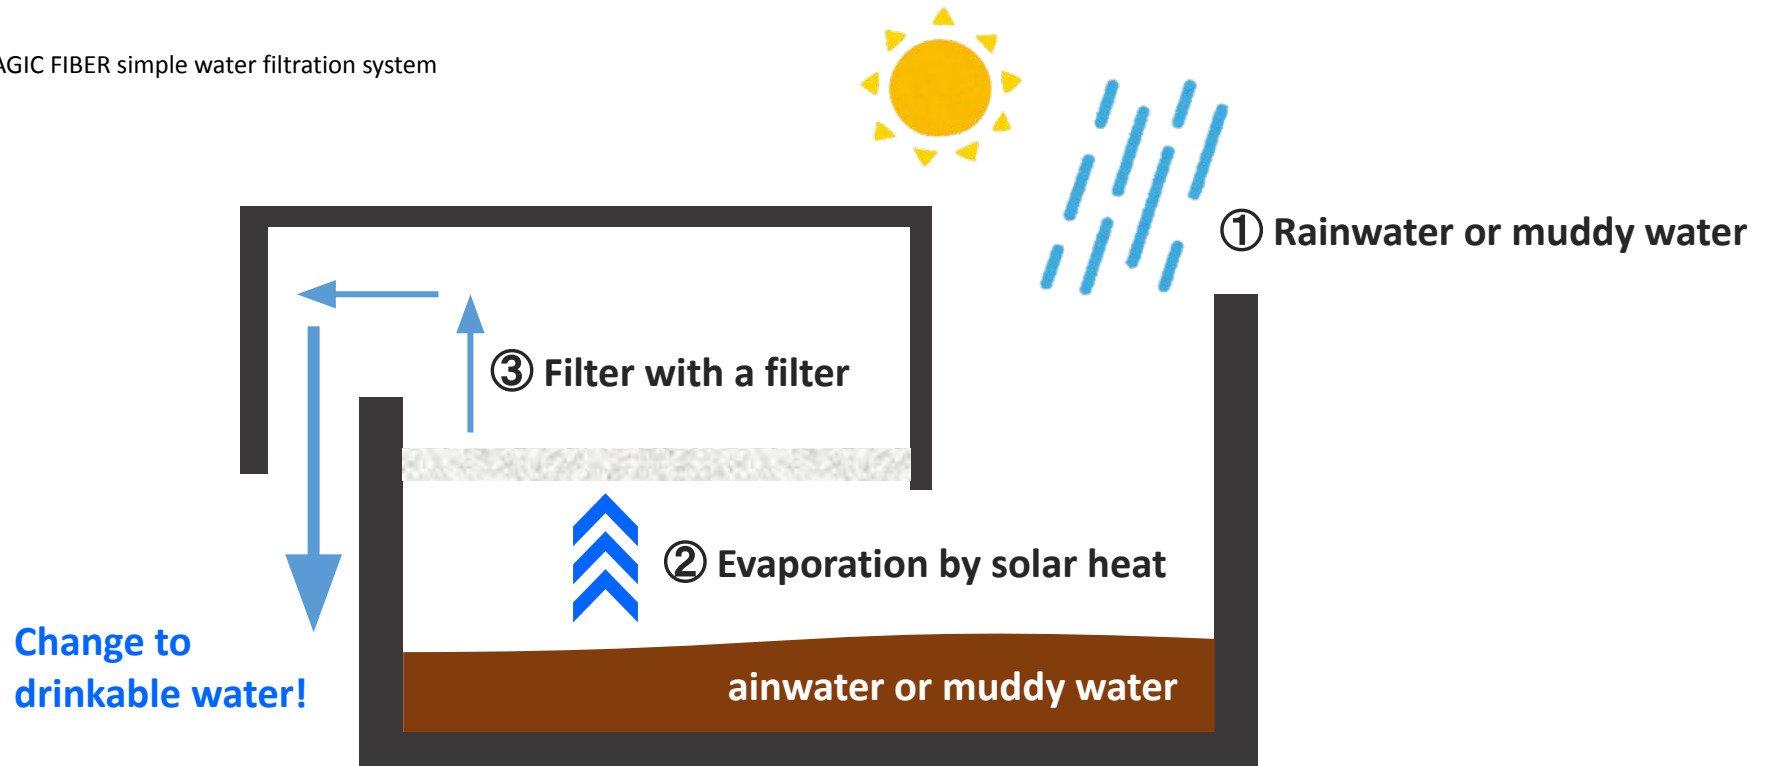 AGIC FIBER simple water filtration system
① Rainwater or muddy water
③ Filter with a filter
② Evaporation by solar heat
Change to
drinkable water!
ainwater or muddy water